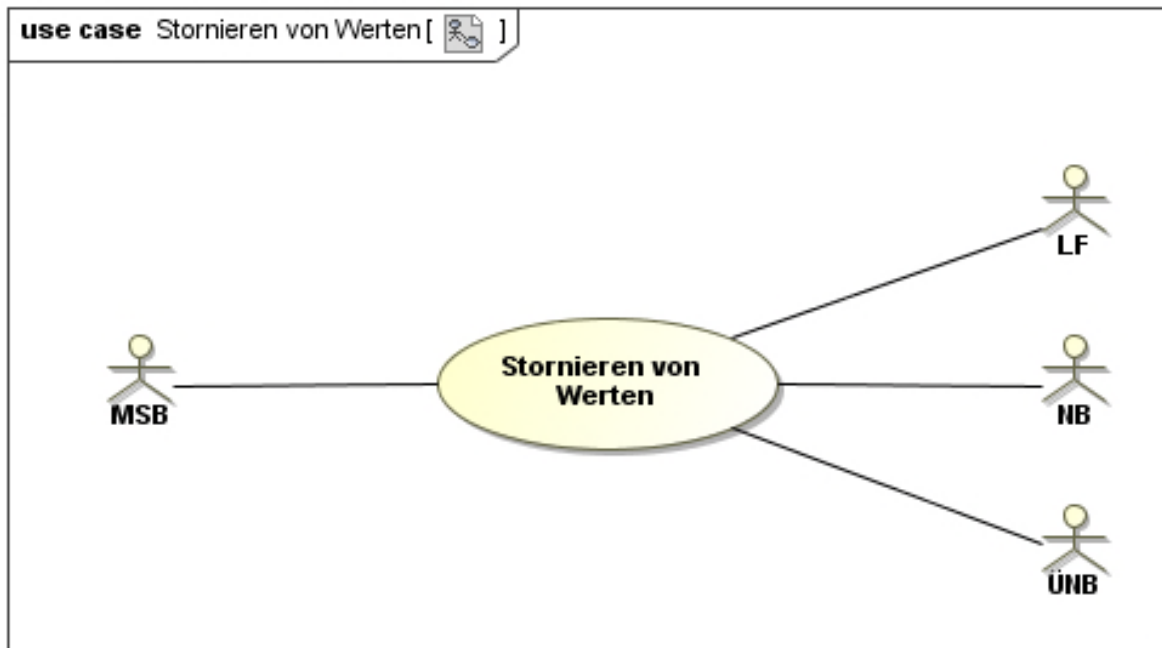 use case Stornieren von Werten [ ]
LF
Stornieren von
Werten
MSB
NB
ÜNB